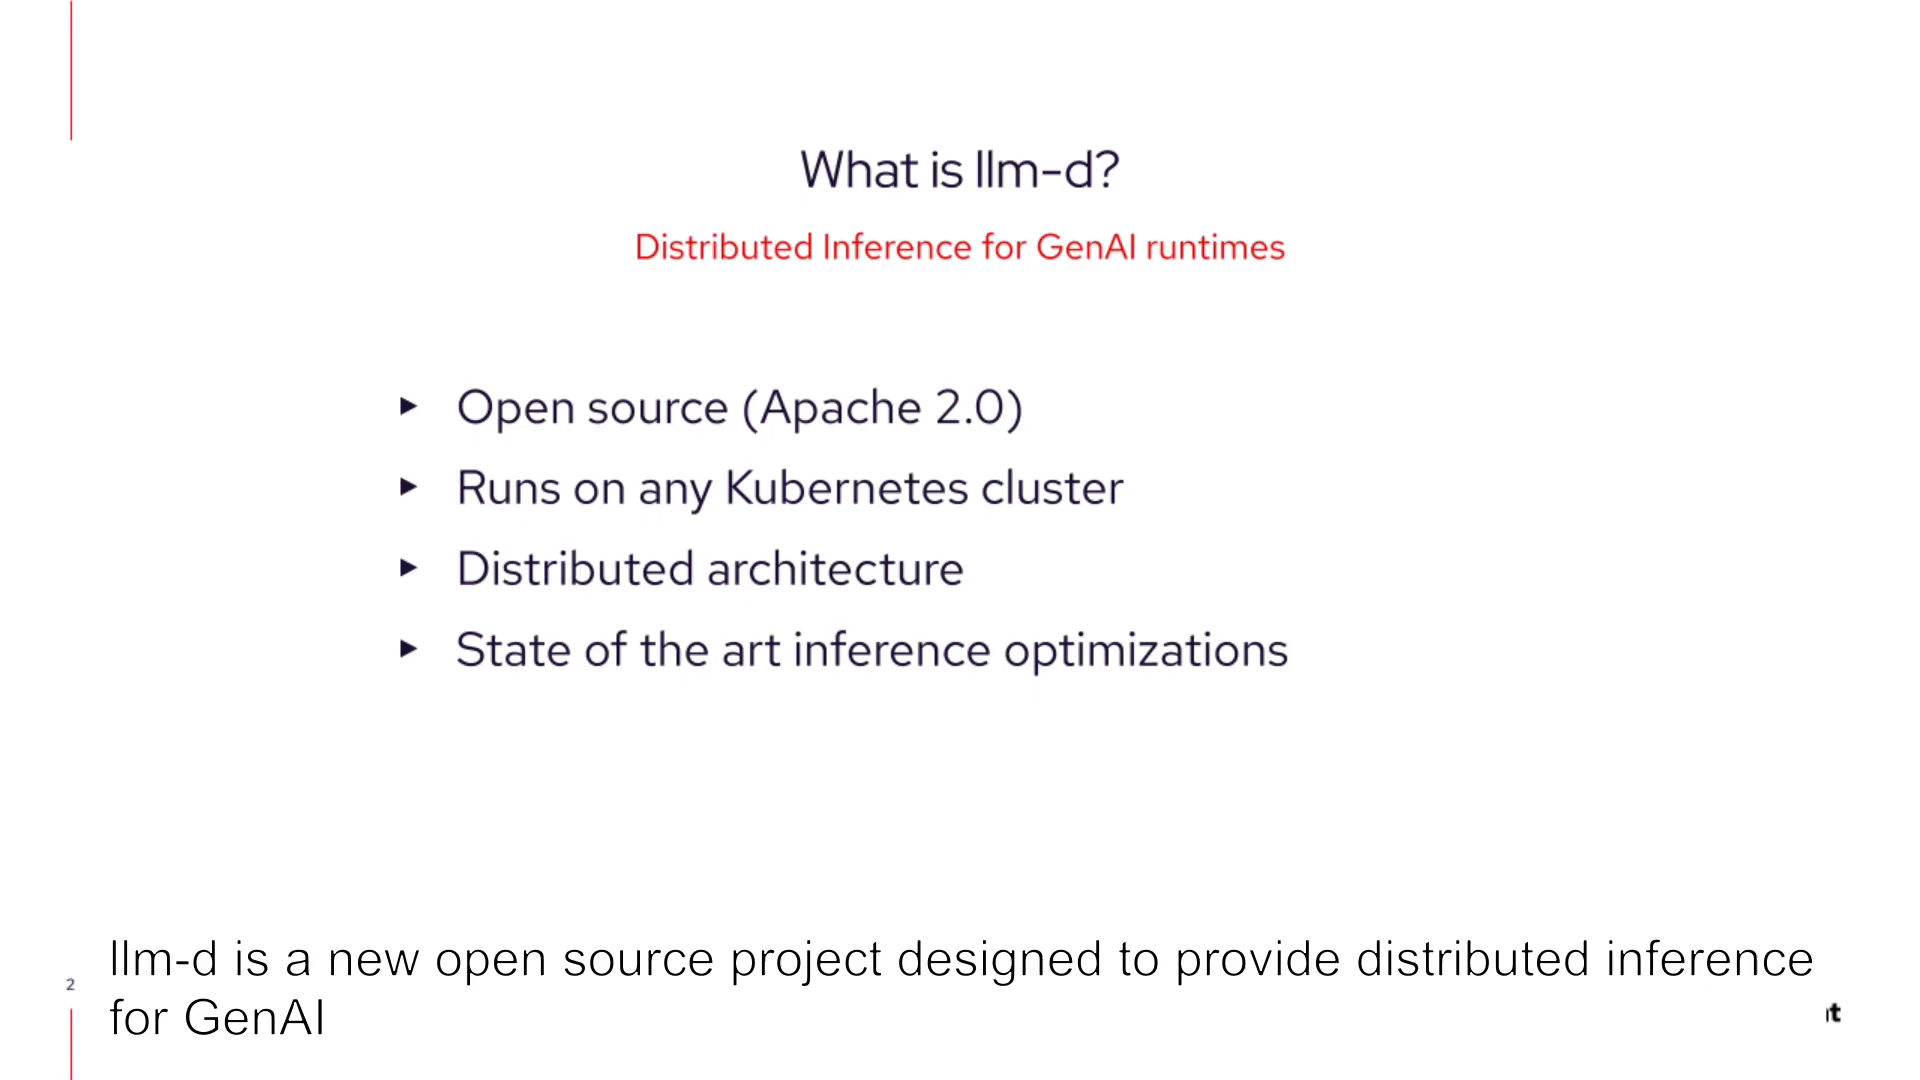 What is llm-d?
Distributed Inference for GenAI runtimes
Open source (Apache 2.0)
Runs on any Kubernetes cluster
Distributed architecture
State of the art inference optimizations
llm-d is a new open source project designed to provide distributed inference
for GenAI
2